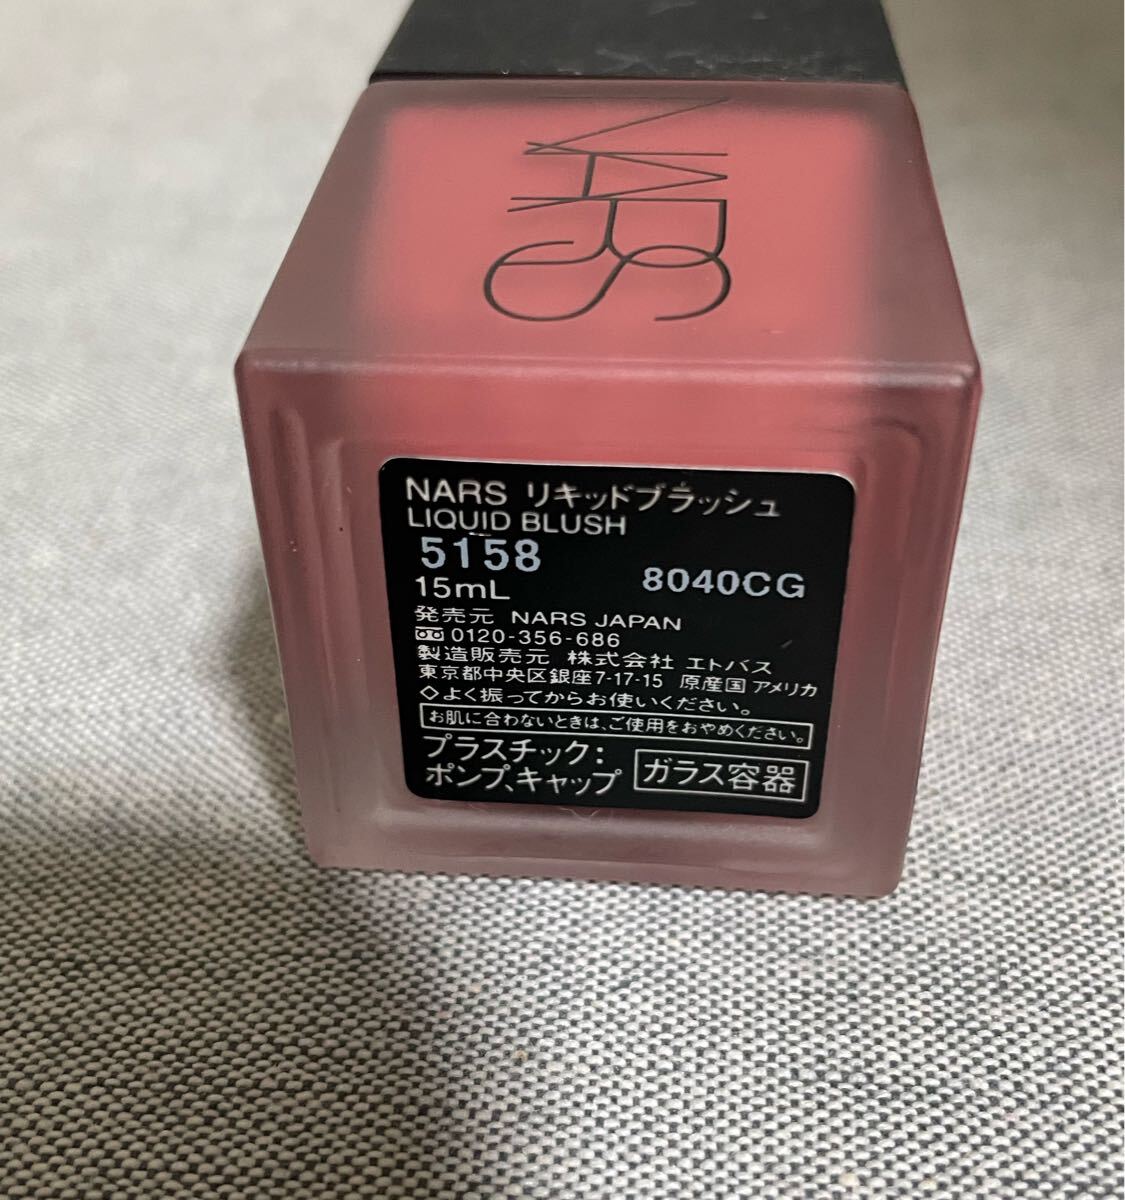 NARS
NARS リキッドブラッシュ
LIQUID BLUSH
5158
8040CG
15mL
発売元 NARS JAPAN
0120-356-686
製造販売元 株式会社 エトバス
東京都中央区銀座7-17-15 原産国 アメリカ
◇よく振ってからお使いください。
お肌に合わないときは、ご使用をおやめください。
プラスチック：
ポンプ、キャップ
ガラス容器